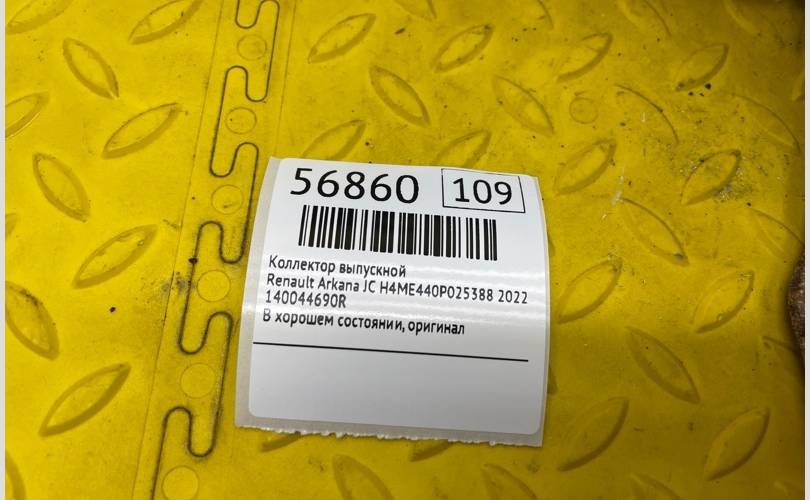 56860 109
Коллектор выпускной
Renault Arkana JC H4ME440P025388 2022
140044690R
В хорошем состоянии, оригинал